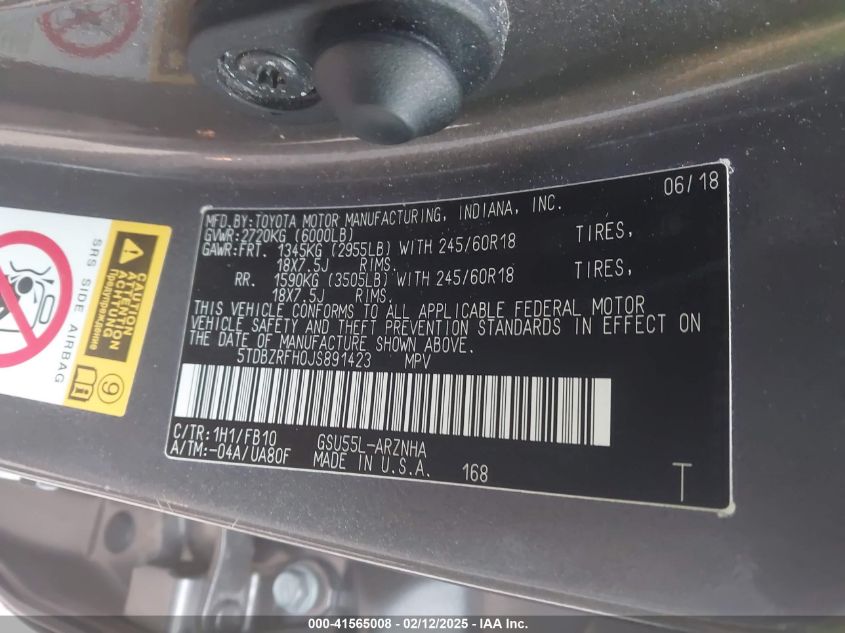 06/18
MFD.BY:TOYOTA MOTOR MANUFACTURING, INDIANA, INC.
GVWR:2720KG (6000LB)
GAWR:FRT. 1345KG (2955LB) WITH 245/60R18 TIRES,
18X7.5J RIMS.
RR. 1590KG (3505LB) WITH 245/60R18 TIRES,
18X7.5J RIMS.
THIS VEHICLE CONFORMS TO ALL APPLICABLE FEDERAL MOTOR
VEHICLE SAFETY AND THEFT PREVENTION STANDARDS IN EFFECT ON
THE DATE OF MANUFACTURE SHOWN ABOVE.
5TDBZRFH0JS891423 MPV
C/TR:1H1/FB10 GSU55L-ARZNHA
A/TM:-04A/UA80F MADE IN U.S.A. 168
T
SRS SIDE AIRBAG
CAUTION
ATTENTION
ACHTUNG
Предупреждение
9
000-41565008 - 02/12/2025 - IAA Inc.